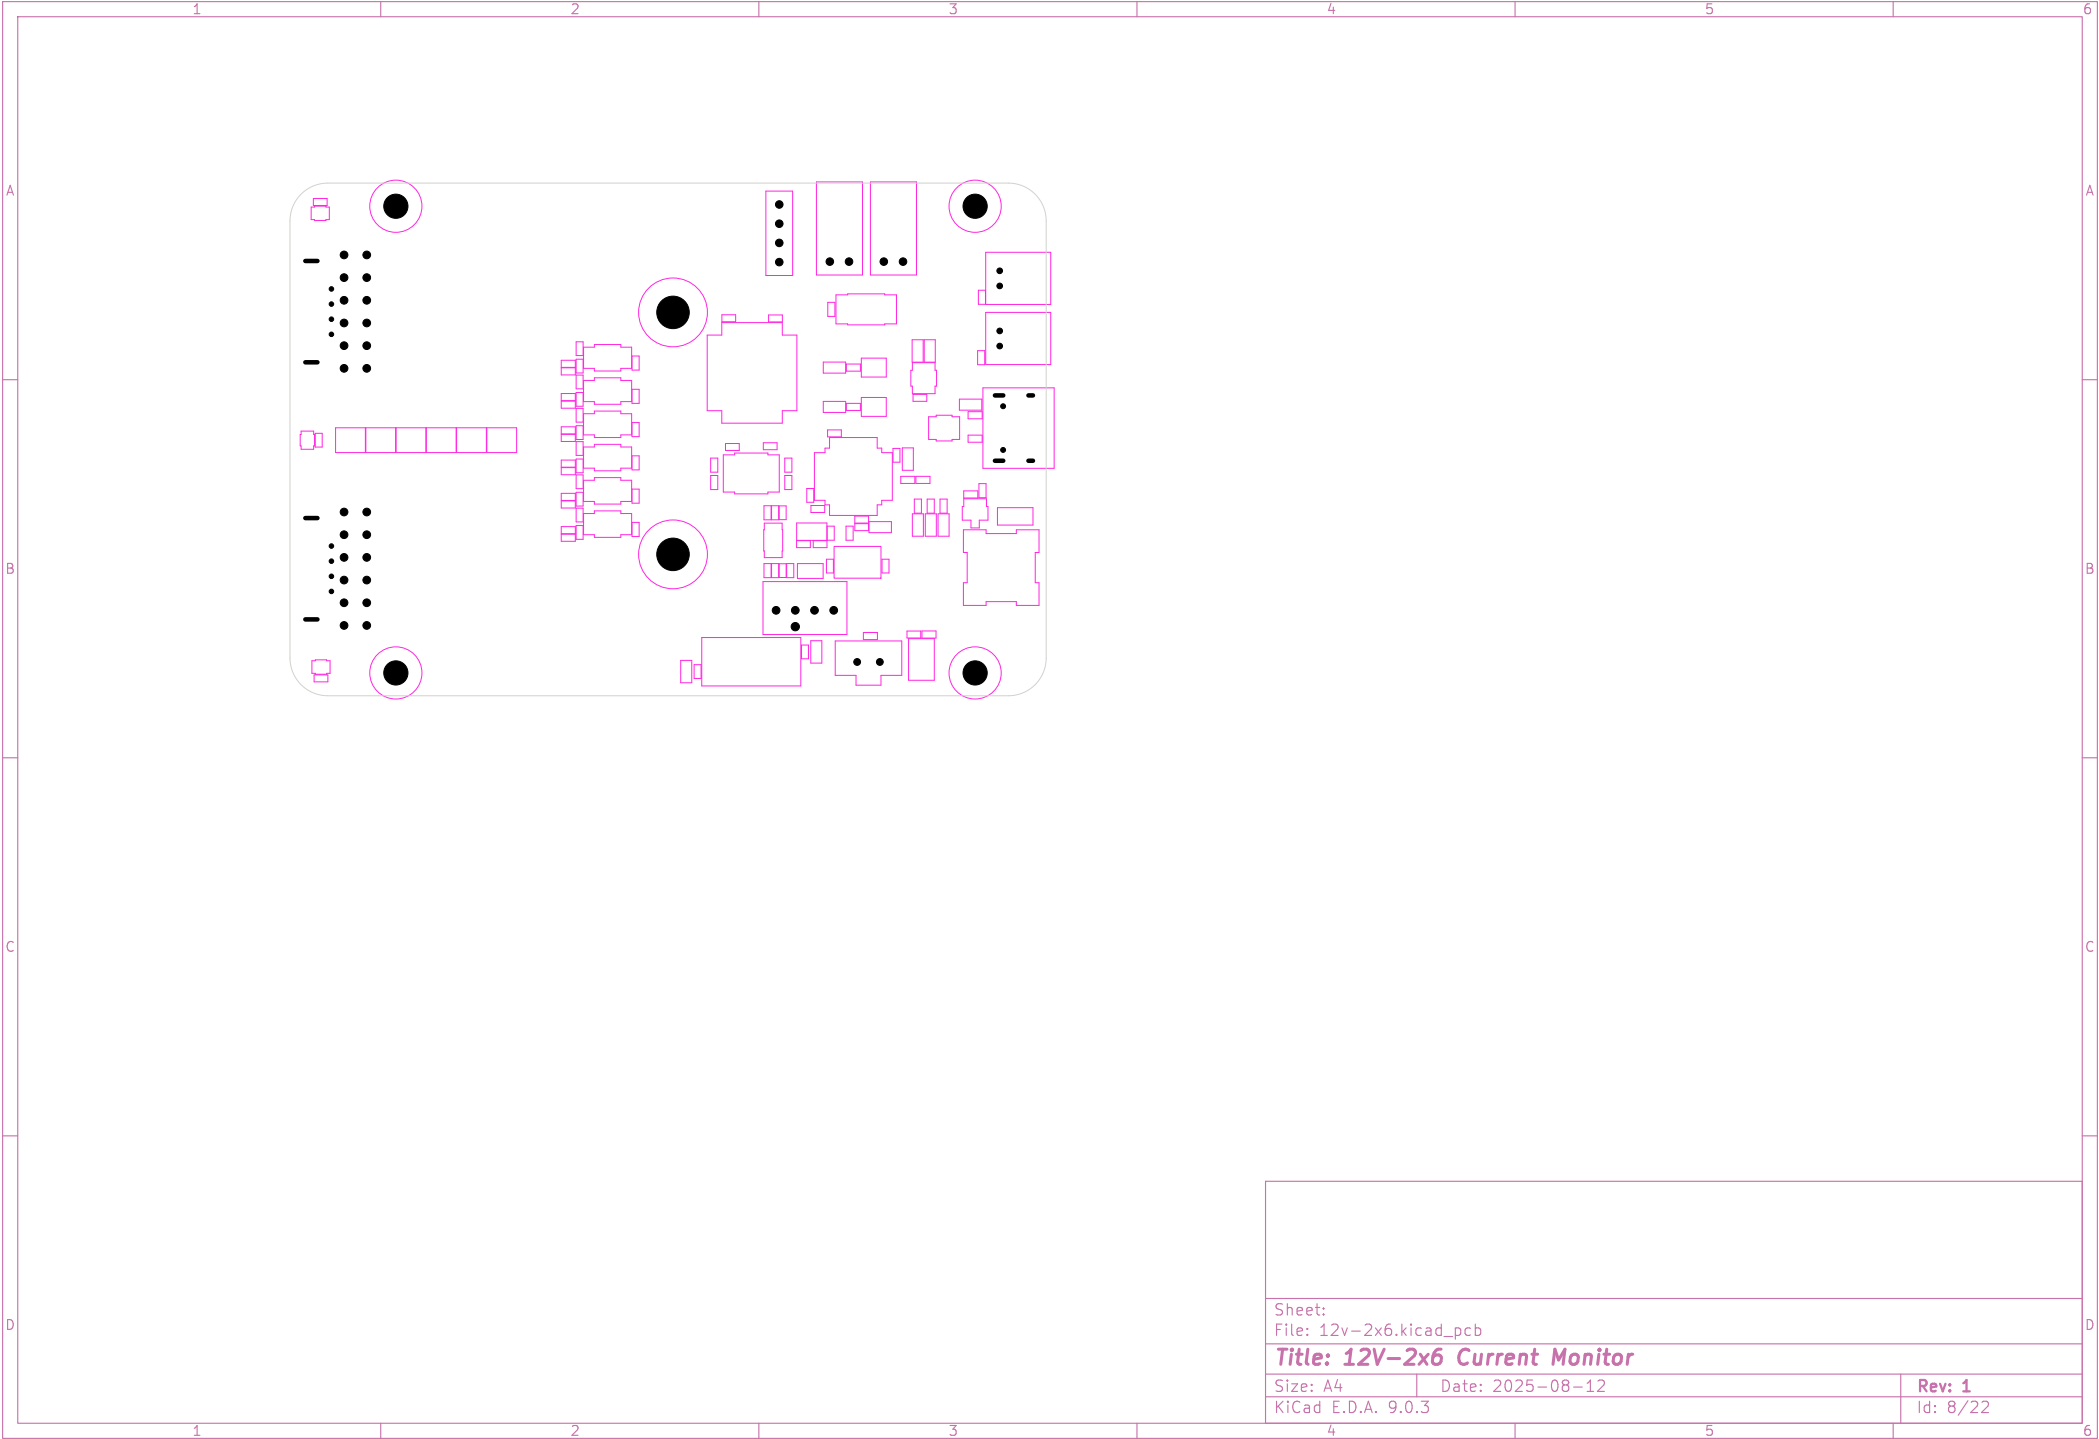 1 2 3 4 5 6
A A
B B
C C
D D
Sheet:
File: 12v-2x6.kicad_pcb
Title: 12V-2x6 Current Monitor
Size: A4 Date: 2025-08-12 Rev: 1
KiCad E.D.A. 9.0.3 Id: 8/22
1 2 3 4 5 6